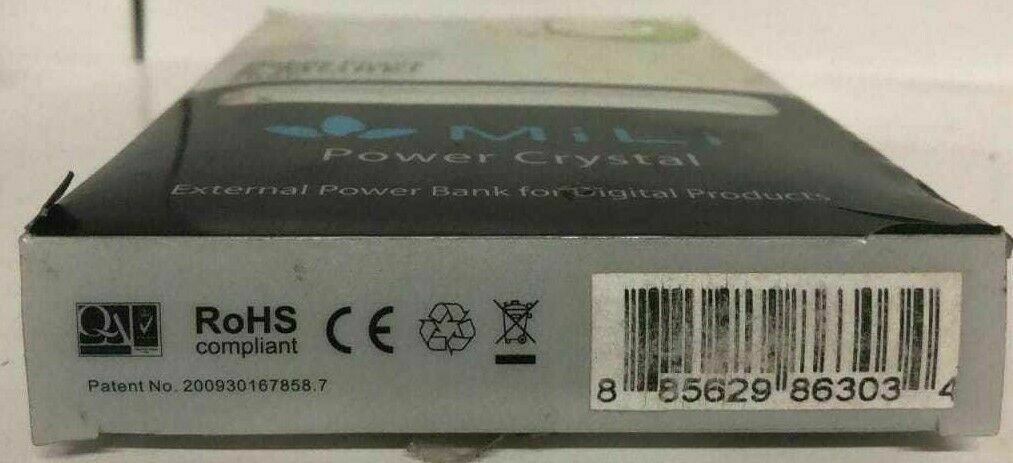 MiLi
Power Crystal
External Power Bank for Digital Products
QA
RoHS
compliant
CE
Patent No. 200930167858.7
8 85629 86303 4